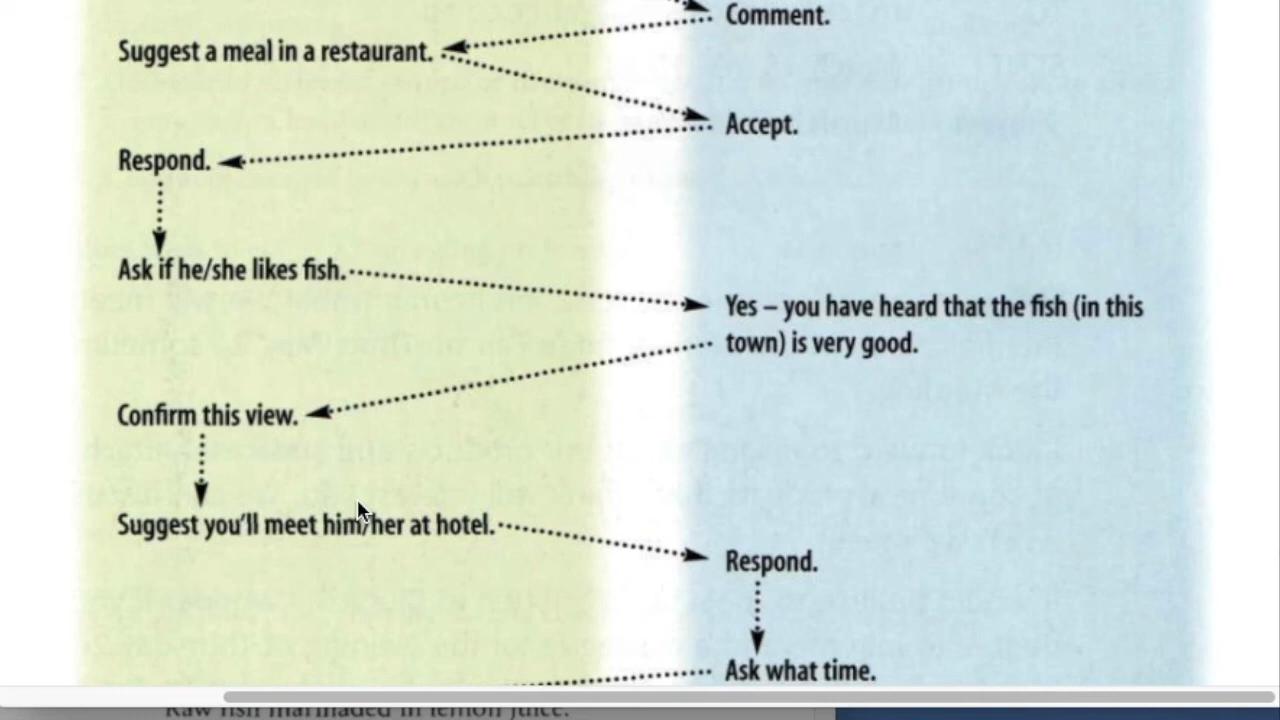 Comment.
Suggest a meal in a restaurant.
Accept.
Respond.
Ask if he/she likes fish.
Yes – you have heard that the fish (in this
town) is very good.
Confirm this view.
Suggest you'll meet him/her at hotel.
Respond.
Ask what time.
Raw fish marinaded in lemon juice.